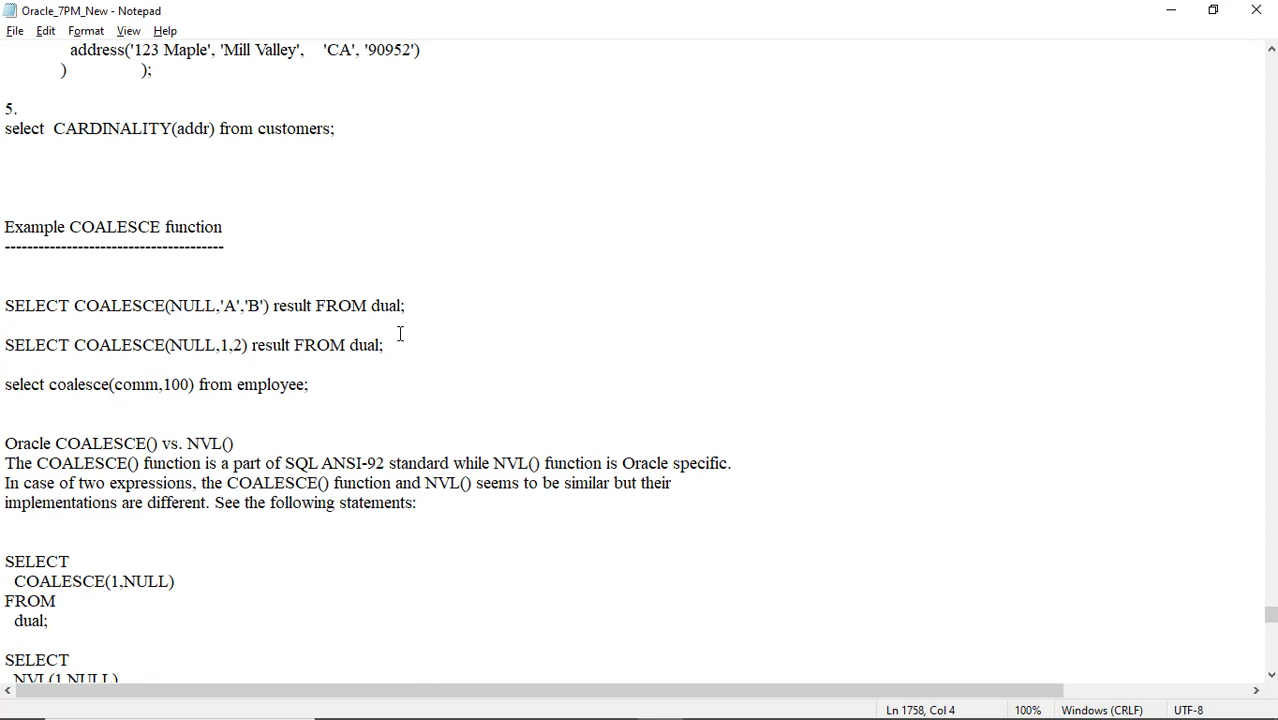 Oracle_7PM_New - Notepad
File Edit Format View Help
address('123 Maple', 'Mill Valley', 'CA', '90952')
) );
5.
select CARDINALITY(addr) from customers;
Example COALESCE function
---------------------------------------
SELECT COALESCE(NULL,'A','B') result FROM dual;
SELECT COALESCE(NULL,1,2) result FROM dual;
select coalesce(comm,100) from employee;
Oracle COALESCE() vs. NVL()
The COALESCE() function is a part of SQL ANSI-92 standard while NVL() function is Oracle specific.
In case of two expressions, the COALESCE() function and NVL() seems to be similar but their
implementations are different. See the following statements:
SELECT
COALESCE(1,NULL)
FROM
dual;
SELECT
NVL(1,NULL)
Ln 1758, Col 4 100% Windows (CRLF) UTF-8